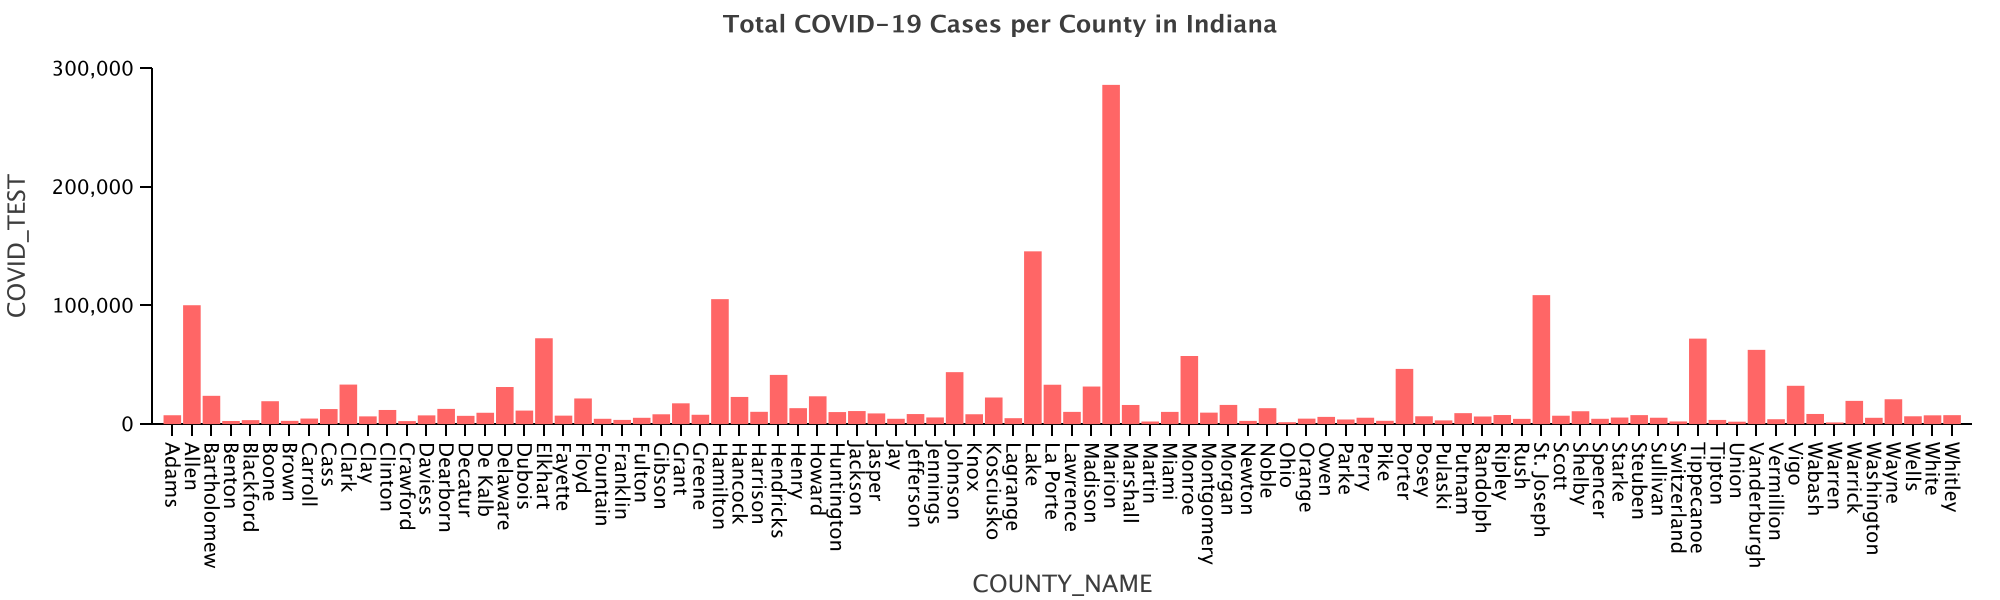 Total COVID-19 Cases per County in Indiana
300,000
200,000
100,000
0
COVID_TEST
Adams
Allen
Bartholomew
Benton
Blackford
Boone
Brown
Carroll
Cass
Clark
Clay
Clinton
Crawford
Daviess
Dearborn
Decatur
De Kalb
Delaware
Dubois
Elkhart
Fayette
Floyd
Fountain
Franklin
Fulton
Gibson
Grant
Greene
Hamilton
Hancock
Harrison
Hendricks
Henry
Howard
Huntington
Jackson
Jasper
Jay
Jefferson
Jennings
Johnson
Knox
Kosciusko
Lagrange
Lake
La Porte
Lawrence
Madison
Marion
Marshall
Martin
Miami
Monroe
Montgomery
Morgan
Newton
Noble
Ohio
Orange
Owen
Parke
Perry
Pike
Porter
Posey
Pulaski
Putnam
Randolph
Ripley
Rush
St. Joseph
Scott
Shelby
Spencer
Starke
Steuben
Sullivan
Switzerland
Tippecanoe
Tipton
Union
Vanderburgh
Vermillion
Vigo
Wabash
Warren
Warrick
Washington
Wayne
Wells
White
Whitley
COUNTY_NAME